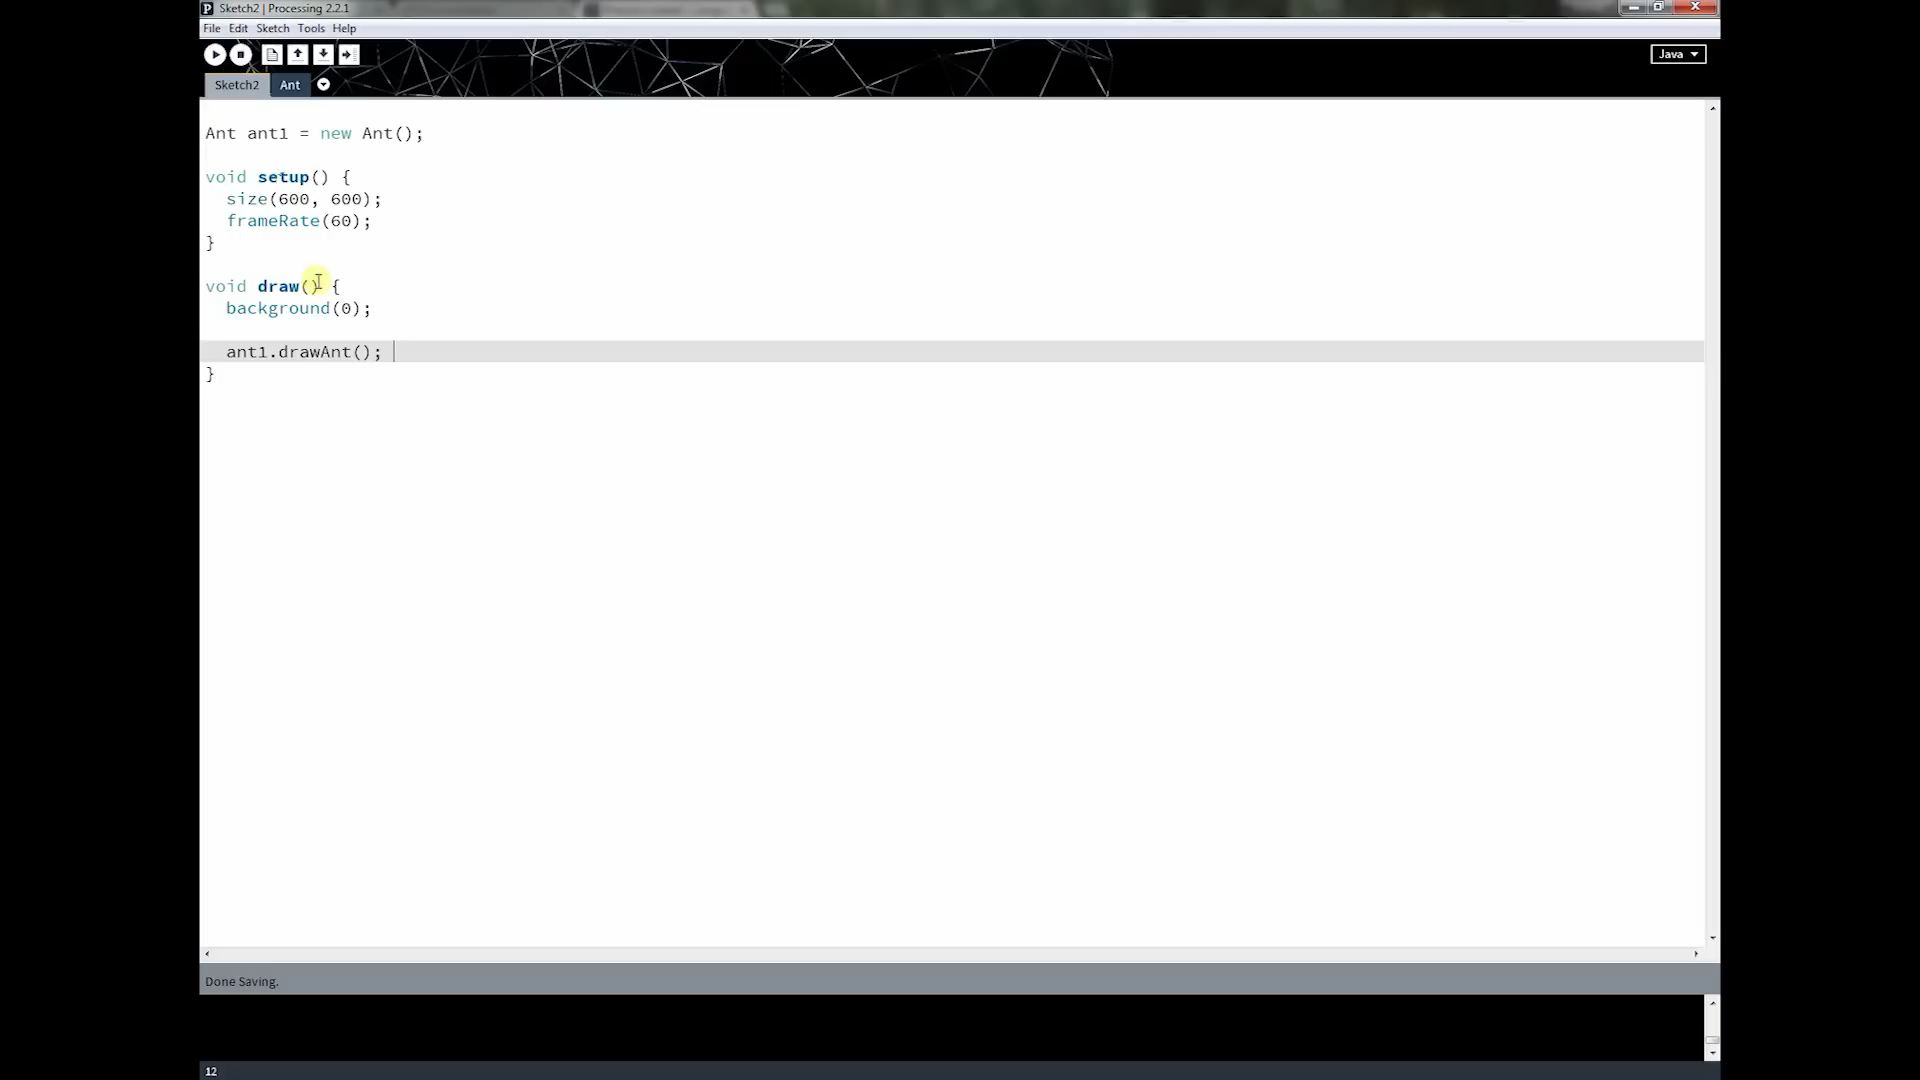 Sketch2 | Processing 2.2.1
File Edit Sketch Tools Help
Java
Sketch2 Ant
Ant ant1 = new Ant();
void setup() {
size(600, 600);
frameRate(60);
}
void draw() {
background(0);
ant1.drawAnt();
}
Done Saving.
12